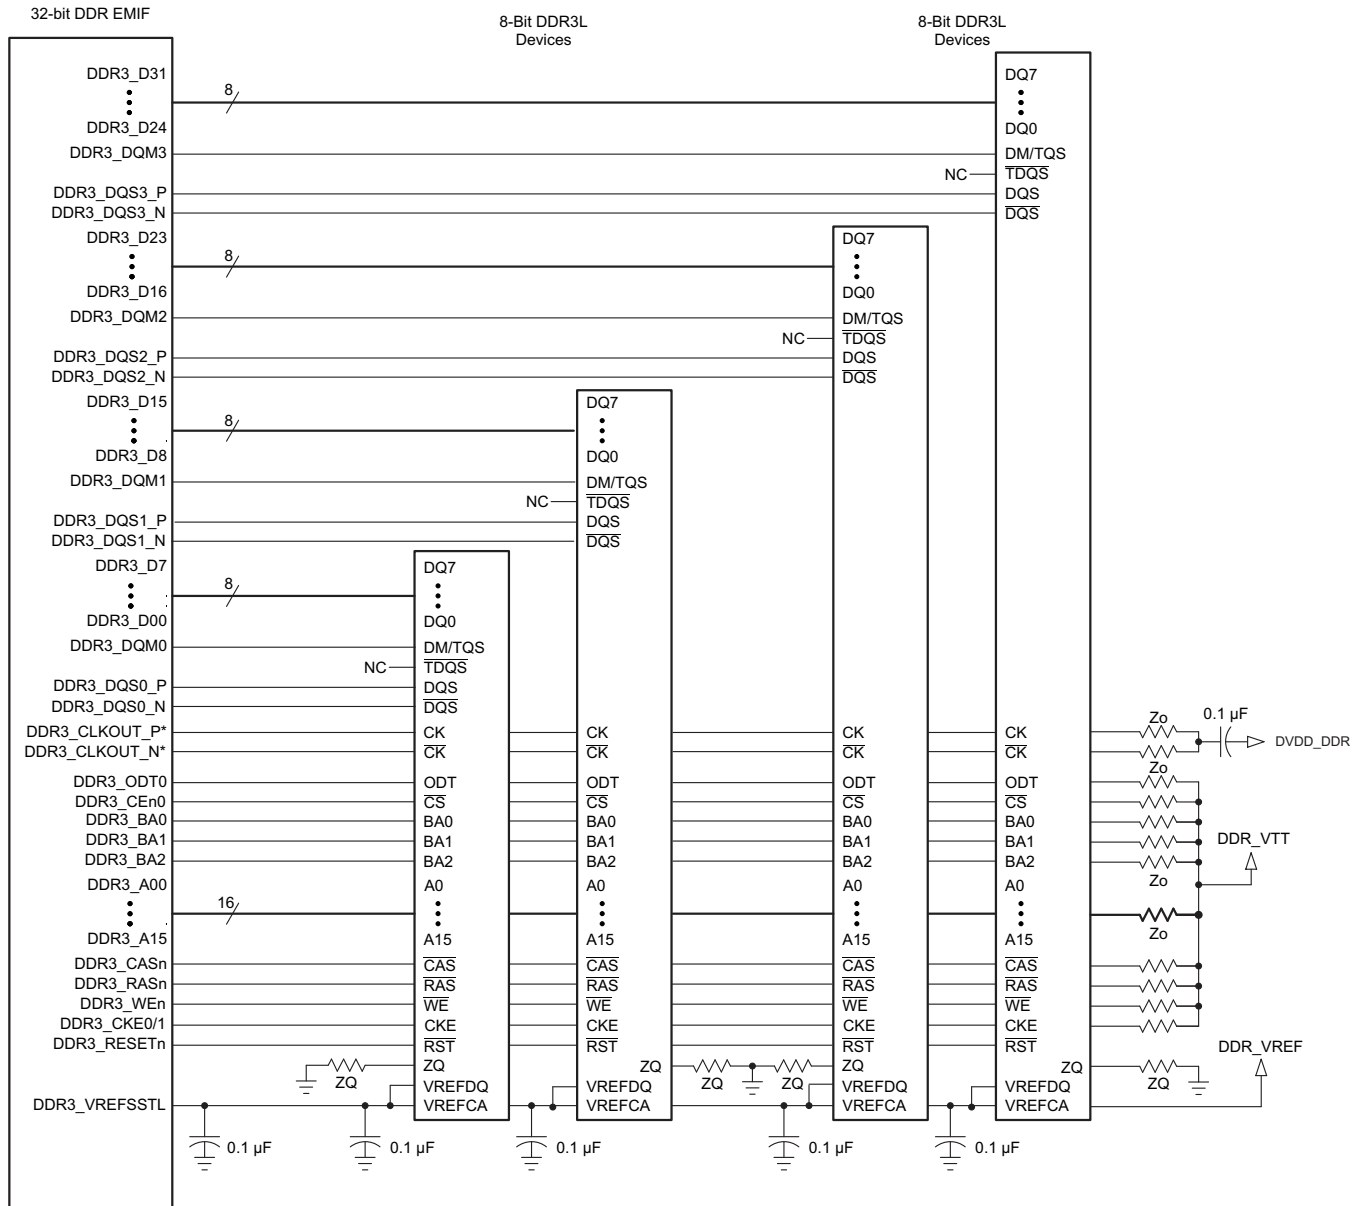 32-bit DDR EMIF
8-Bit DDR3L
Devices
8-Bit DDR3L
Devices
DDR3_D31
8
DQ7
DDR3_D24
DQ0
DDR3_DQM3
DM/TQS
NC
TDQS
DDR3_DQS3_P
DQS
DDR3_DQS3_N
DQS
DDR3_D23
8
DQ7
DDR3_D16
DQ0
DDR3_DQM2
DM/TQS
NC
TDQS
DDR3_DQS2_P
DQS
DDR3_DQS2_N
DQS
DDR3_D15
8
DQ7
DDR3_D8
DQ0
DDR3_DQM1
DM/TQS
NC
TDQS
DDR3_DQS1_P
DQS
DDR3_DQS1_N
DQS
DDR3_D7
8
DQ7
DDR3_D00
DQ0
DDR3_DQM0
DM/TQS
NC
TDQS
DDR3_DQS0_P
DQS
DDR3_DQS0_N
DQS
Zo
0.1 µF
DDR3_CLKOUT_P*
CK
CK
CK
CK
DVDD_DDR
DDR3_CLKOUT_N*
CK
CK
CK
CK
Zo
DDR3_ODT0
ODT
ODT
ODT
ODT
DDR3_CEn0
CS
CS
CS
CS
DDR3_BA0
BA0
BA0
BA0
BA0
DDR3_BA1
BA1
BA1
BA1
BA1
DDR_VTT
DDR3_BA2
BA2
BA2
BA2
BA2
Zo
DDR3_A00
A0
A0
A0
A0
16
Zo
DDR3_A15
A15
A15
A15
A15
DDR3_CASn
CAS
CAS
CAS
CAS
DDR3_RASn
RAS
RAS
RAS
RAS
DDR3_WEn
WE
WE
WE
WE
DDR3_CKE0/1
CKE
CKE
CKE
CKE
DDR3_RESETn
RST
RST
RST
RST
DDR_VREF
ZQ
ZQ
ZQ
ZQ
ZQ
ZQ
ZQ
ZQ
VREFDQ
VREFDQ
VREFDQ
VREFDQ
DDR3_VREFSSTL
VREFCA
VREFCA
VREFCA
VREFCA
0.1 µF
0.1 µF
0.1 µF
0.1 µF
0.1 µF